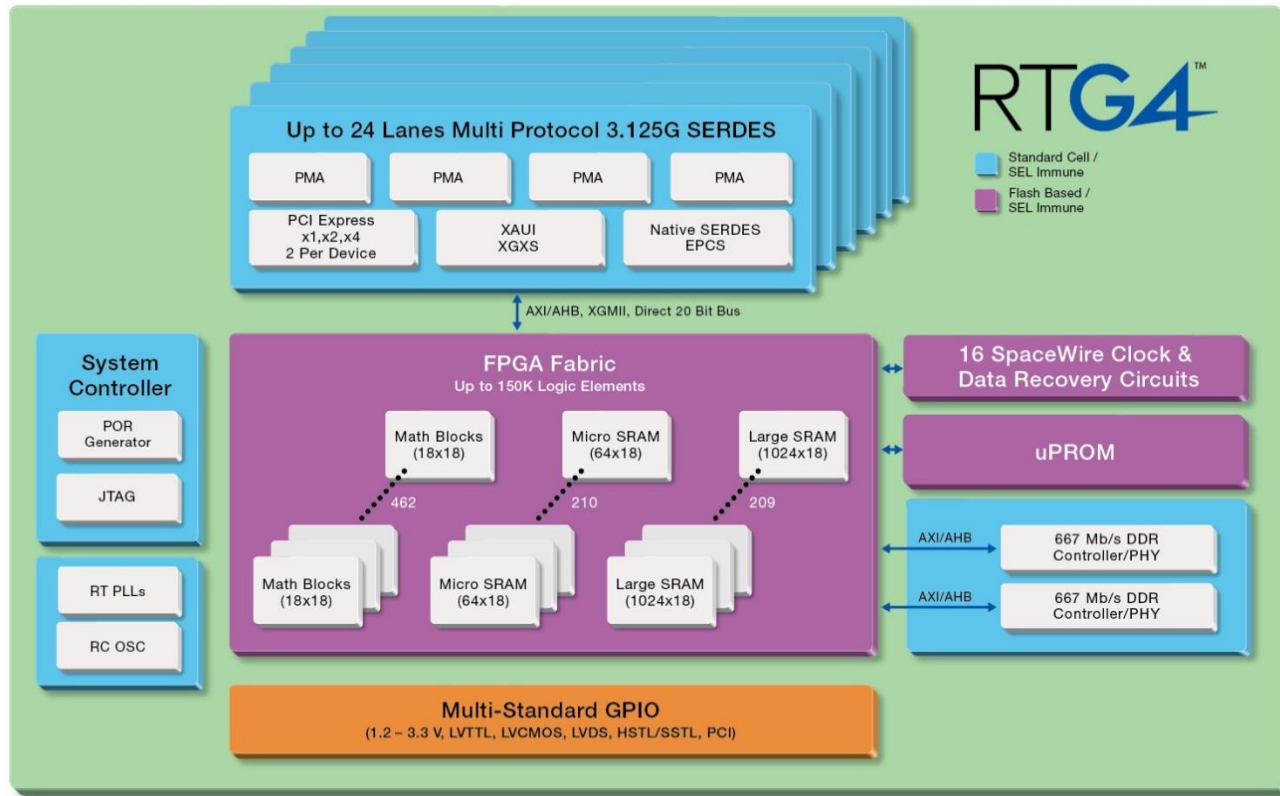 RTG4™
Standard Cell /
SEL Immune
Flash Based /
SEL Immune
Up to 24 Lanes Multi Protocol 3.125G SERDES
PMA
PMA
PMA
PMA
PCI Express
x1,x2,x4
2 Per Device
XAUI
XGXS
Native SERDES
EPCS
AXI/AHB, XGMII, Direct 20 Bit Bus
System
Controller
POR
Generator
JTAG
RT PLLs
RC OSC
FPGA Fabric
Up to 150K Logic Elements
Math Blocks
(18x18)
Micro SRAM
(64x18)
Large SRAM
(1024x18)
462
210
209
Math Blocks
(18x18)
Micro SRAM
(64x18)
Large SRAM
(1024x18)
16 SpaceWire Clock &
Data Recovery Circuits
uPROM
AXI/AHB
667 Mb/s DDR
Controller/PHY
AXI/AHB
667 Mb/s DDR
Controller/PHY
Multi-Standard GPIO
(1.2 – 3.3 V, LVTTL, LVCMOS, LVDS, HSTL/SSTL, PCI)